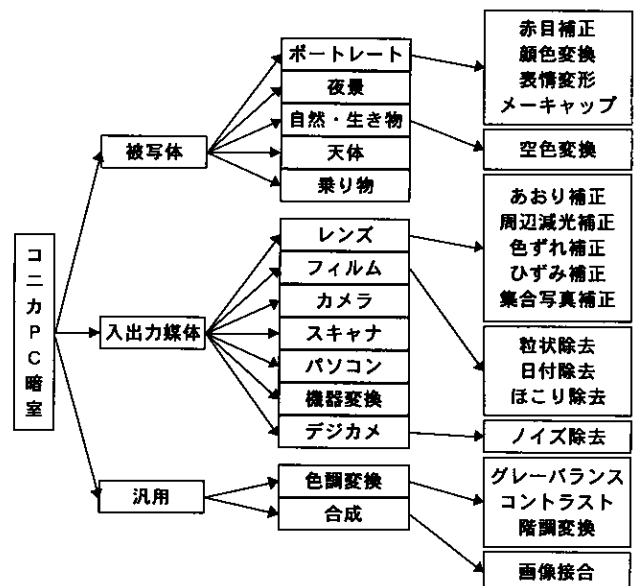 コニカPC暗室
被写体
ポートレート
夜景
自然・生き物
天体
乗り物
赤目補正
顔色変換
表情変形
メーキャップ
空色変換
入出力媒体
レンズ
フィルム
カメラ
スキャナ
パソコン
機器変換
デジカメ
あおり補正
周辺減光補正
色ずれ補正
ひずみ補正
集合写真補正
粒状除去
日付除去
ほこり除去
ノイズ除去
汎用
色調変換
合成
グレーバランス
コントラスト
階調変換
画像接合